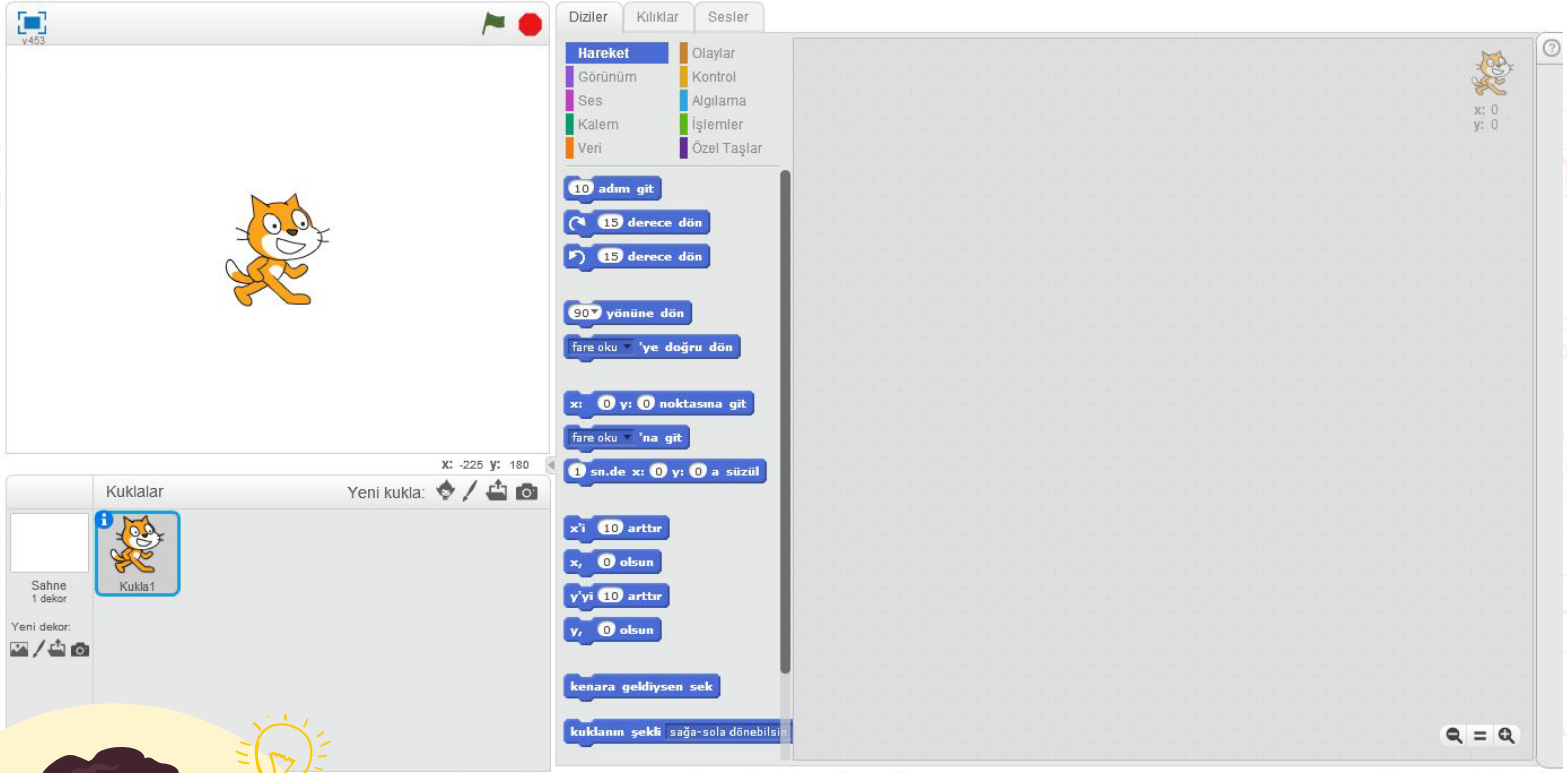 v453
x: -225 y: 180
Kuklalar
Yeni kukla:
Sahne
1 dekor
Kukla1
Yeni dekor:
Diziler
Kılıklar
Sesler
Hareket
Olaylar
Görünüm
Kontrol
Ses
Algılama
Kalem
İşlemler
Veri
Özel Taşlar
10 adım git
15 derece dön
15 derece dön
90 yönüne dön
fare oku 'ye doğru dön
x: 0 y: 0 noktasına git
fare oku 'na git
1 sn.de x: 0 y: 0 a süzül
x'i 10 arttır
x, 0 olsun
y'yi 10 arttır
y, 0 olsun
kenara geldiysen sek
kuklanın şekli sağa-sola dönebilsin
x: 0
y: 0